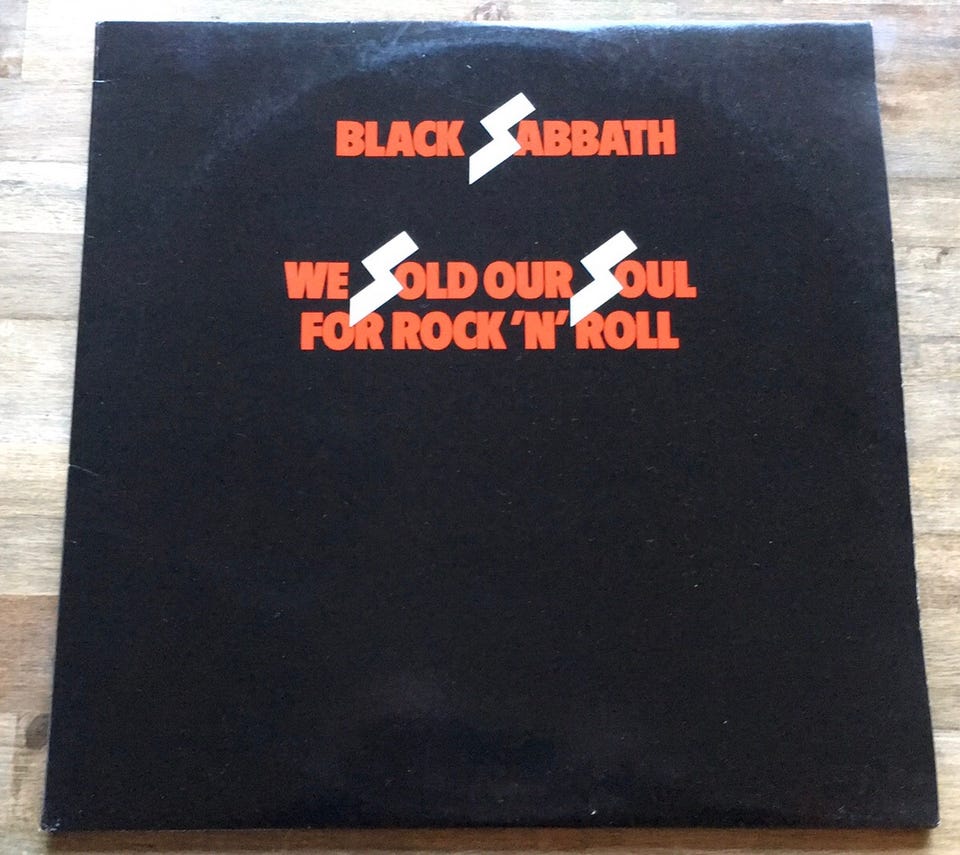 BLACK SABBATH
WE SOLD OUR SOUL
FOR ROCK 'N' ROLL